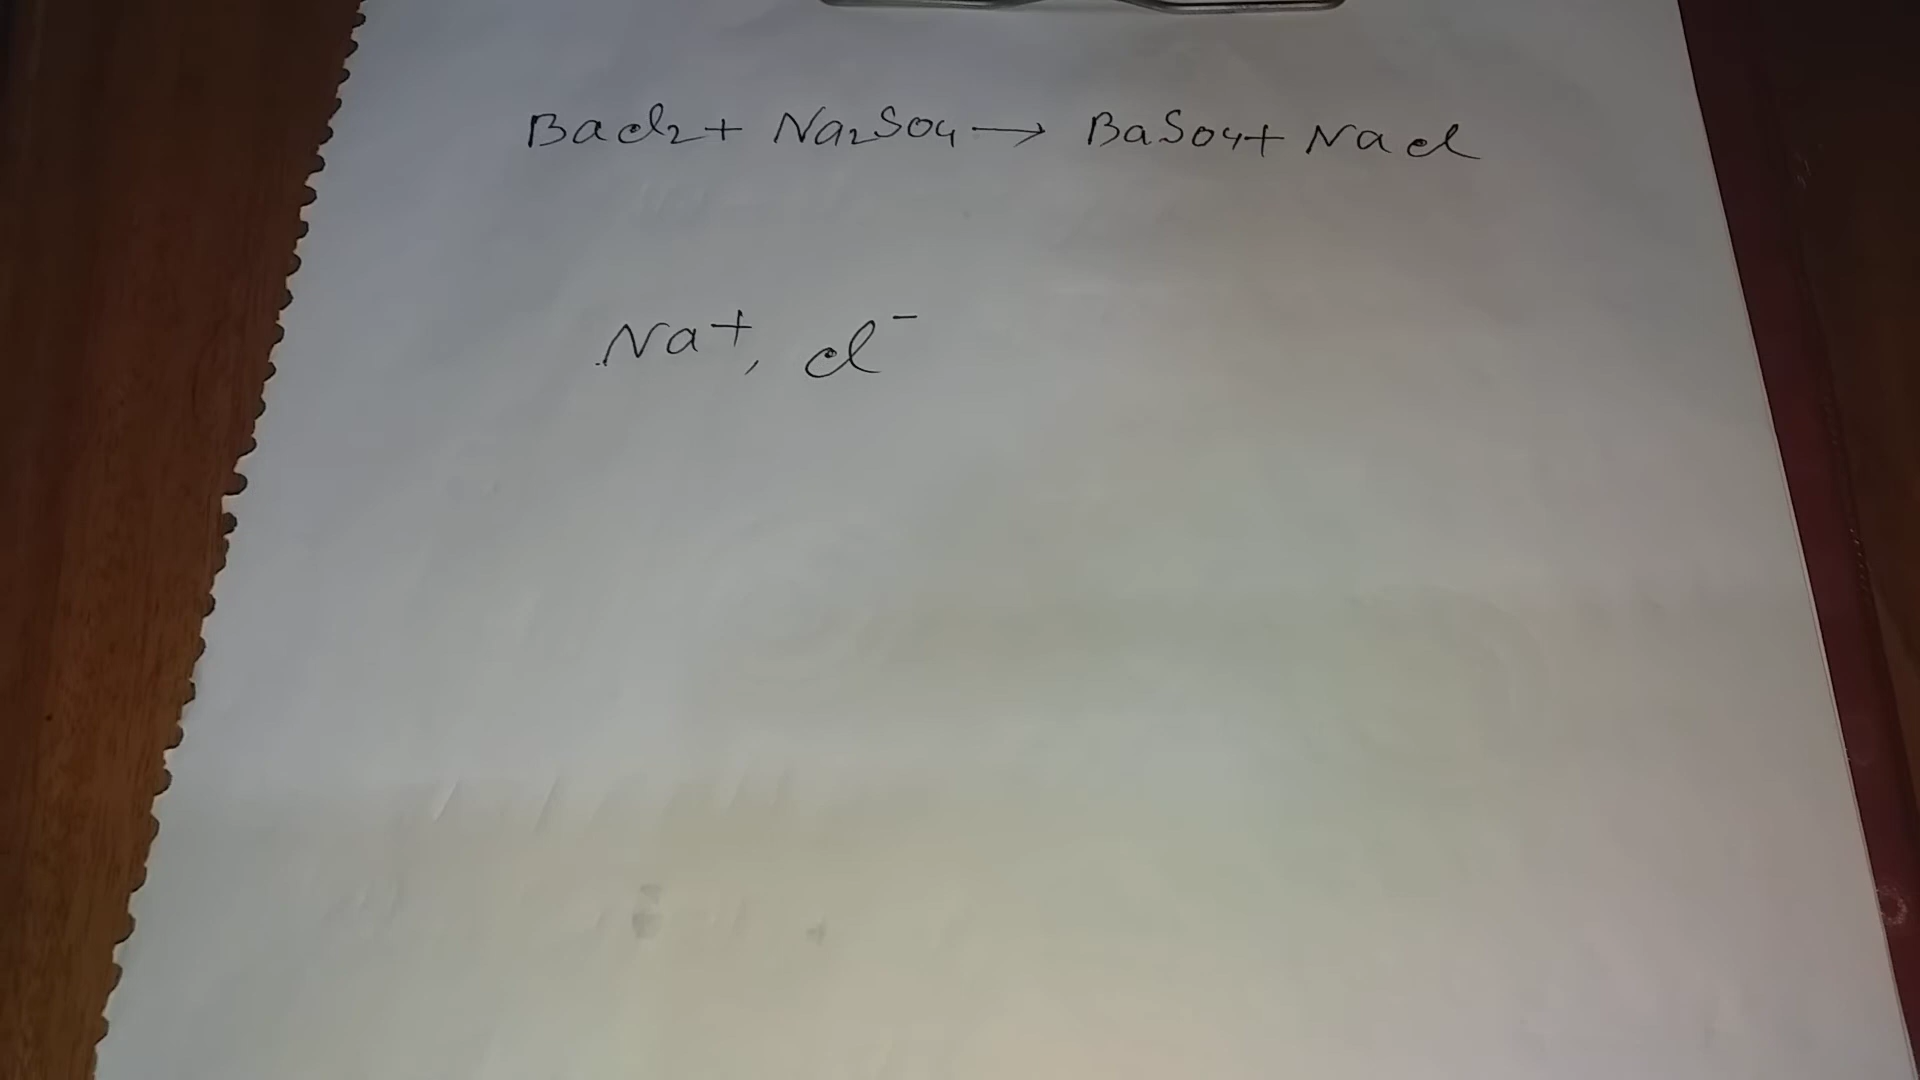 BaCl2 + Na2SO4 → BaSO4 + NaCl
Na+, Cl-